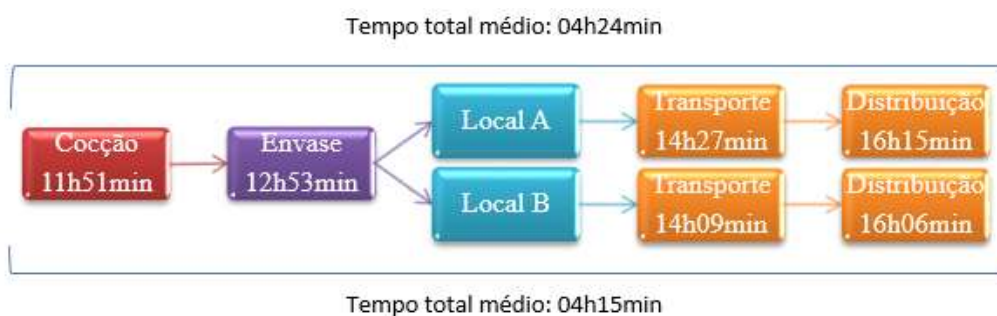 Tempo total médio: 04h24min
Cocção
11h51min
Envase
12h53min
Local A
Transporte
14h27min
Distribuição
16h15min
Local B
Transporte
14h09min
Distribuição
16h06min
Tempo total médio: 04h15min